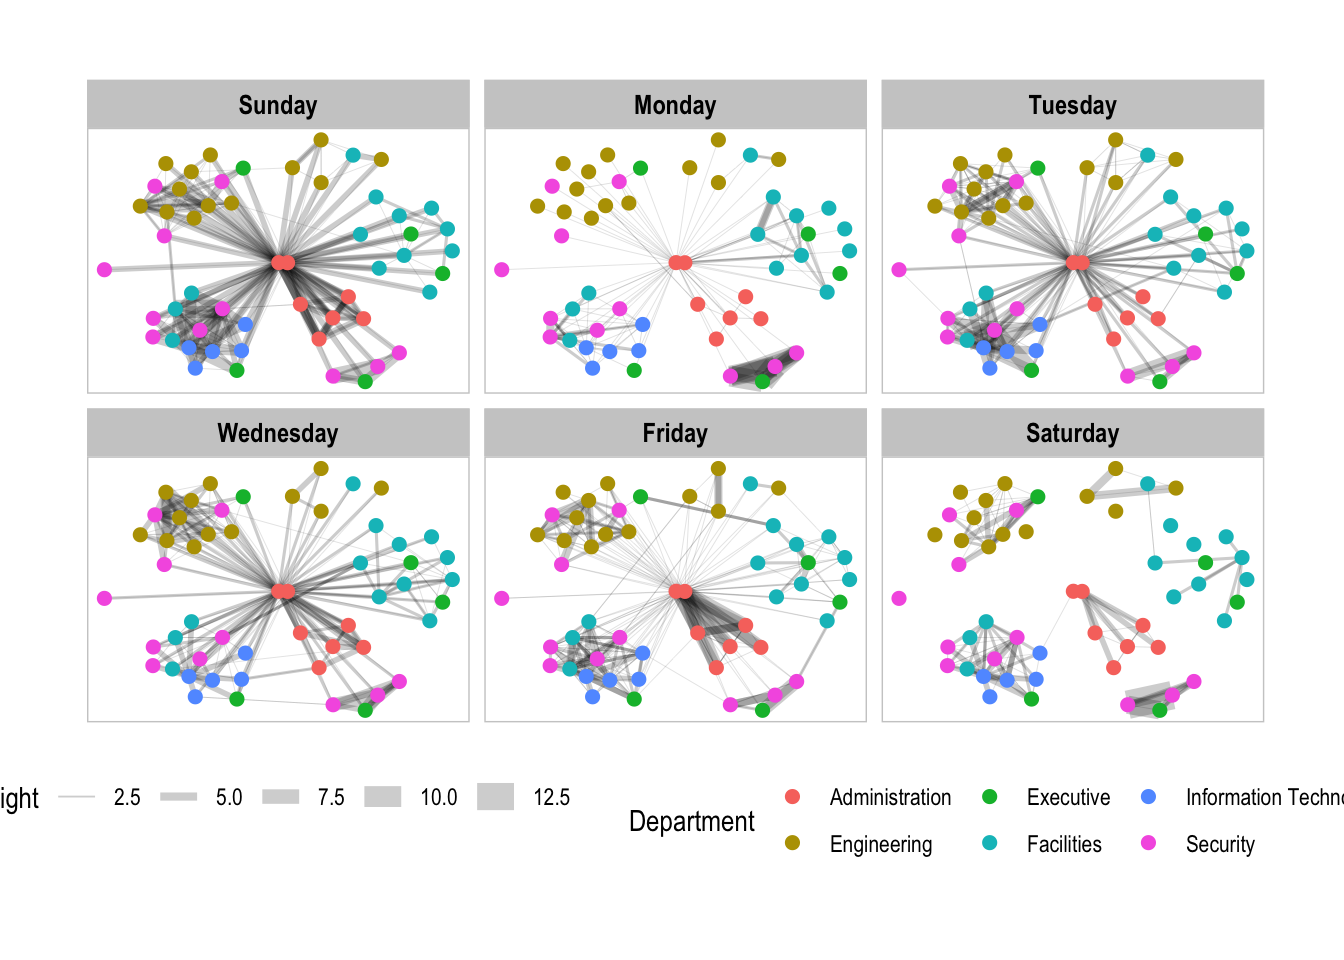 Sunday
Monday
Tuesday
Wednesday
Friday
Saturday
ight 2.5 5.0 7.5 10.0 12.5
Department
Administration Executive Information Techno
Engineering Facilities Security